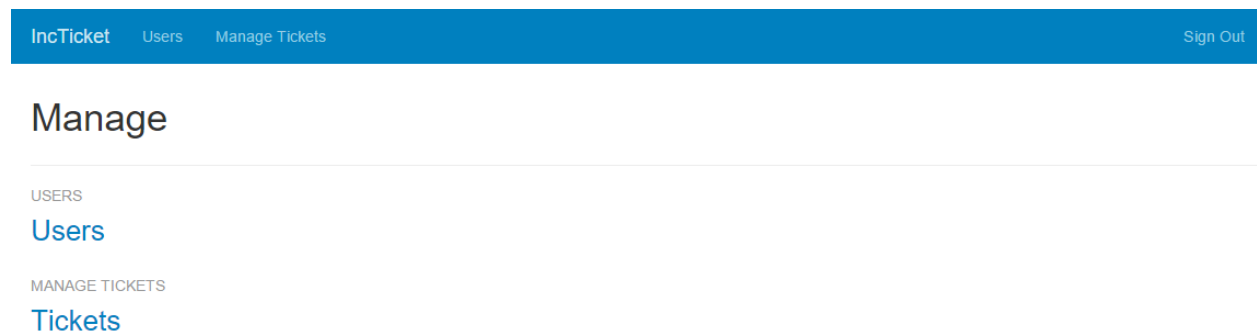 IncTicket Users Manage Tickets Sign Out
Manage
USERS
Users
MANAGE TICKETS
Tickets